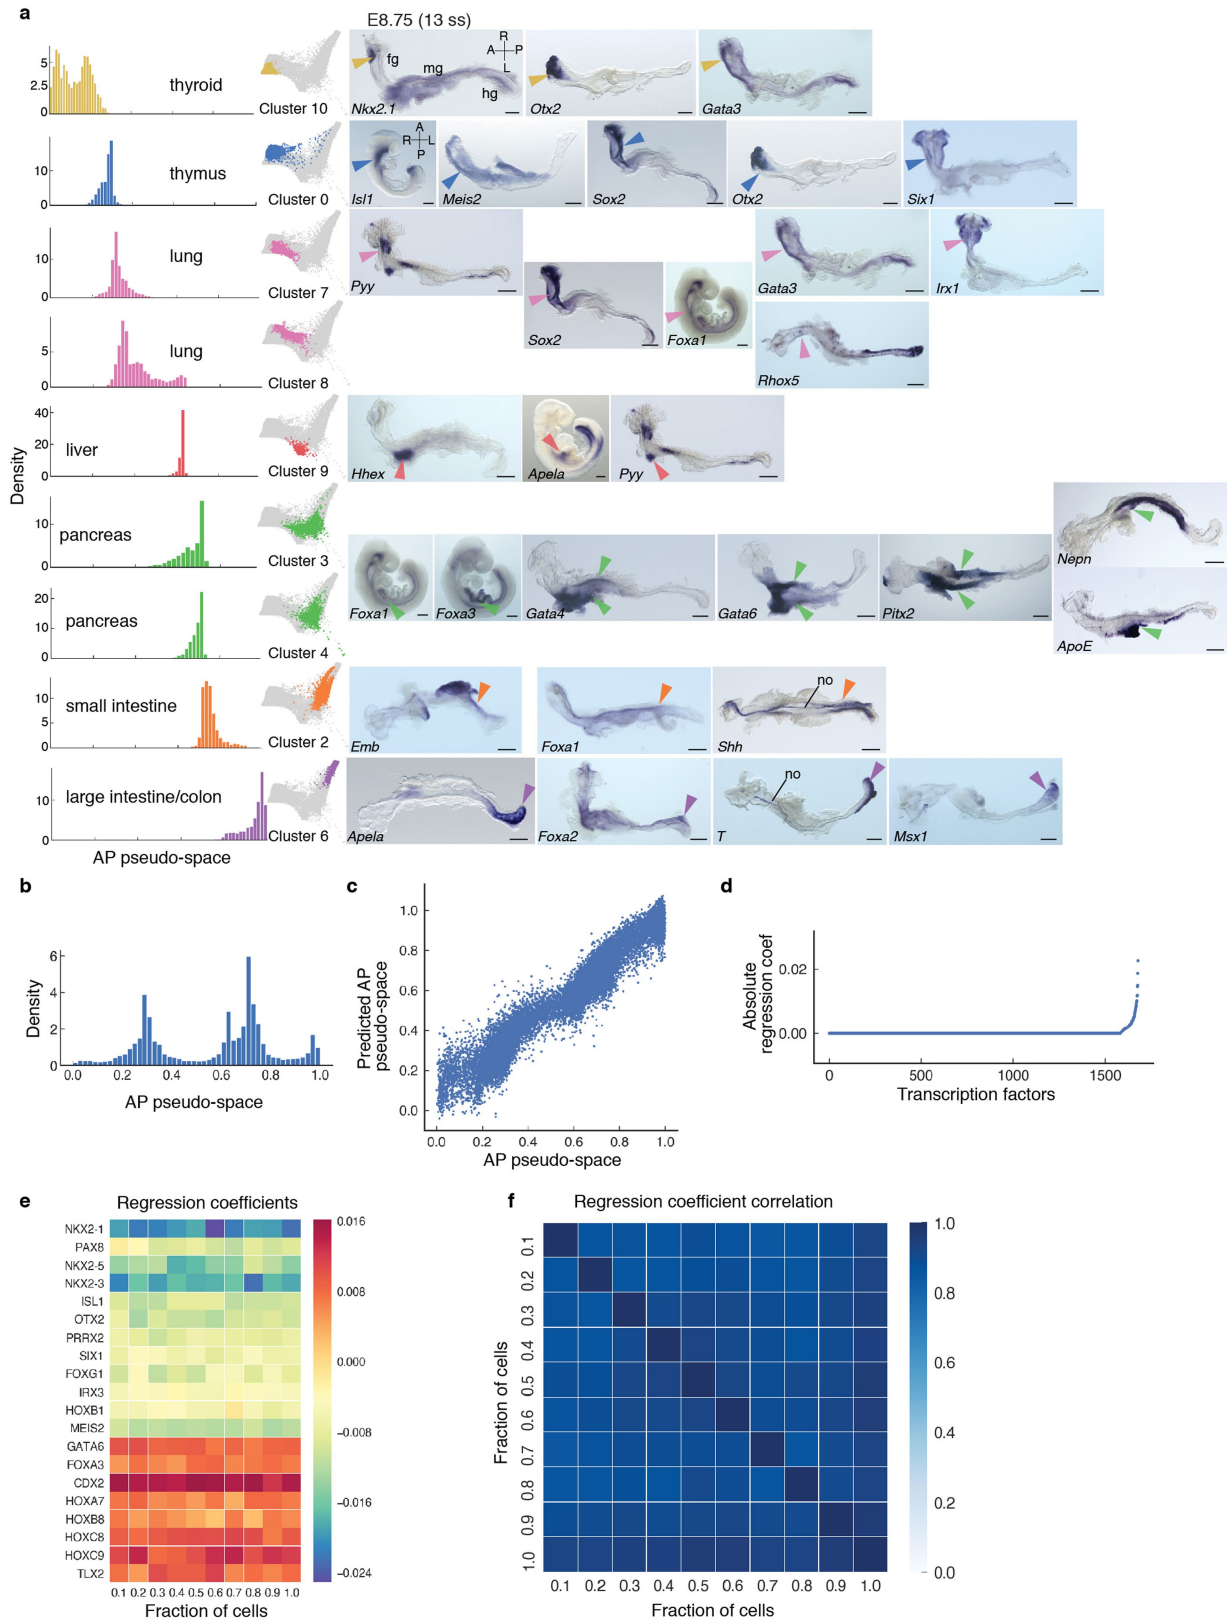 a
E8.75 (13 ss)
5
2.5
0
thyroid
Cluster 10
fg
mg
hg
R
A P
L
Nkx2.1
Otx2
Gata3
10
0
thymus
Cluster 0
A
R L
P
Isl1
Meis2
Sox2
Otx2
Six1
10
0
lung
Cluster 7
Pyy
Sox2
Foxa1
Gata3
Irx1
5
0
lung
Cluster 8
Rhox5
Density
40
20
0
liver
Cluster 9
Hhex
Apela
Pyy
10
0
pancreas
Cluster 3
Foxa1
Foxa3
Gata4
Gata6
Pitx2
Nepn
20
10
0
pancreas
Cluster 4
ApoE
10
5
0
small intestine
Cluster 2
Emb
Foxa1
no
Shh
10
0
large intestine/colon
Cluster 6
Apela
Foxa2
no
T
Msx1
AP pseudo-space
b
Density
6
4
2
0
0.0 0.2 0.4 0.6 0.8 1.0
AP pseudo-space
c
Predicted AP
pseudo-space
1.0
0.8
0.6
0.4
0.2
0.0
0.0 0.2 0.4 0.6 0.8 1.0
AP pseudo-space
d
Absolute
regression coef
0.02
0.00
0 500 1000 1500
Transcription factors
e
Regression coefficients
NKX2-1
PAX8
NKX2-5
NKX2-3
ISL1
OTX2
PRRX2
SIX1
FOXG1
IRX3
HOXB1
MEIS2
GATA6
FOXA3
CDX2
HOXA7
HOXB8
HOXC8
HOXC9
TLX2
0.1 0.2 0.3 0.4 0.5 0.6 0.7 0.8 0.9 1.0
Fraction of cells
0.016
0.008
0.000
−0.008
−0.016
−0.024
f
Regression coefficient correlation
Fraction of cells
0.1
0.2
0.3
0.4
0.5
0.6
0.7
0.8
0.9
1.0
0.1 0.2 0.3 0.4 0.5 0.6 0.7 0.8 0.9 1.0
Fraction of cells
1.0
0.8
0.6
0.4
0.2
0.0